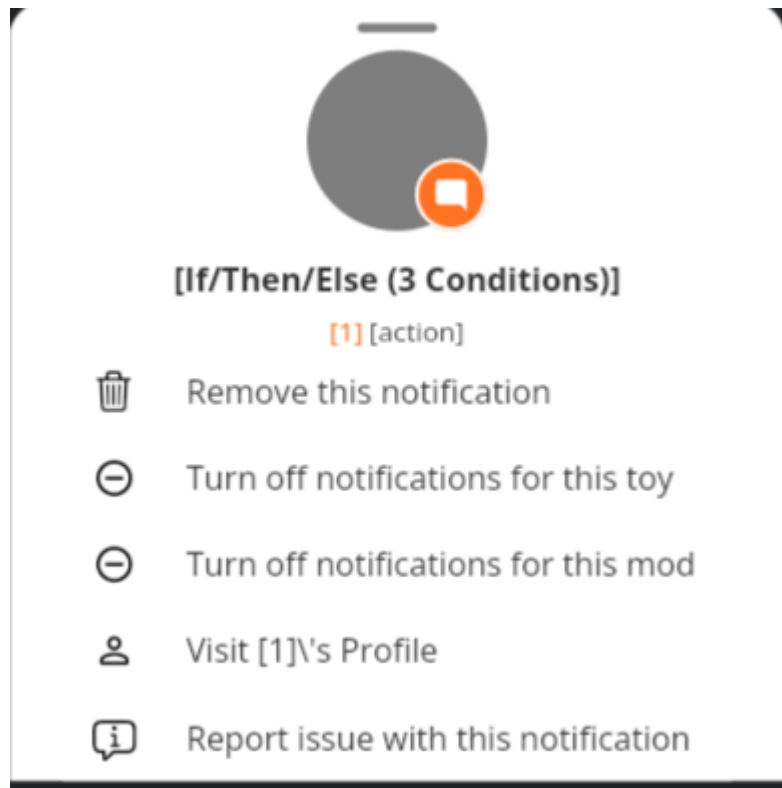 [If/Then/Else (3 Conditions)]
[1] [action]
Remove this notification
Turn off notifications for this toy
Turn off notifications for this mod
Visit [1]\'s Profile
Report issue with this notification